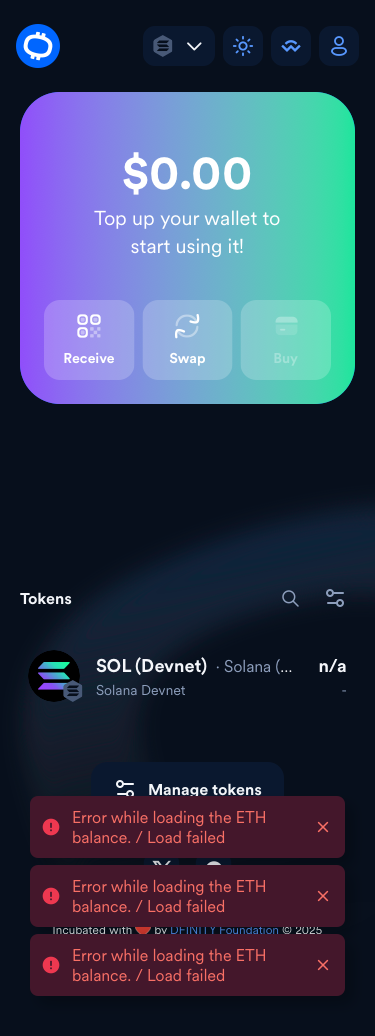 $0.00
Top up your wallet to
start using it!
Receive
Swap
Buy
Tokens
SOL (Devnet) · Solana (... n/a
Solana Devnet -
Manage tokens
Error while loading the ETH
balance. / Load failed
Error while loading the ETH
balance. / Load failed
Incubated with ❤️ by DFINITY Foundation © 2025
Error while loading the ETH
balance. / Load failed